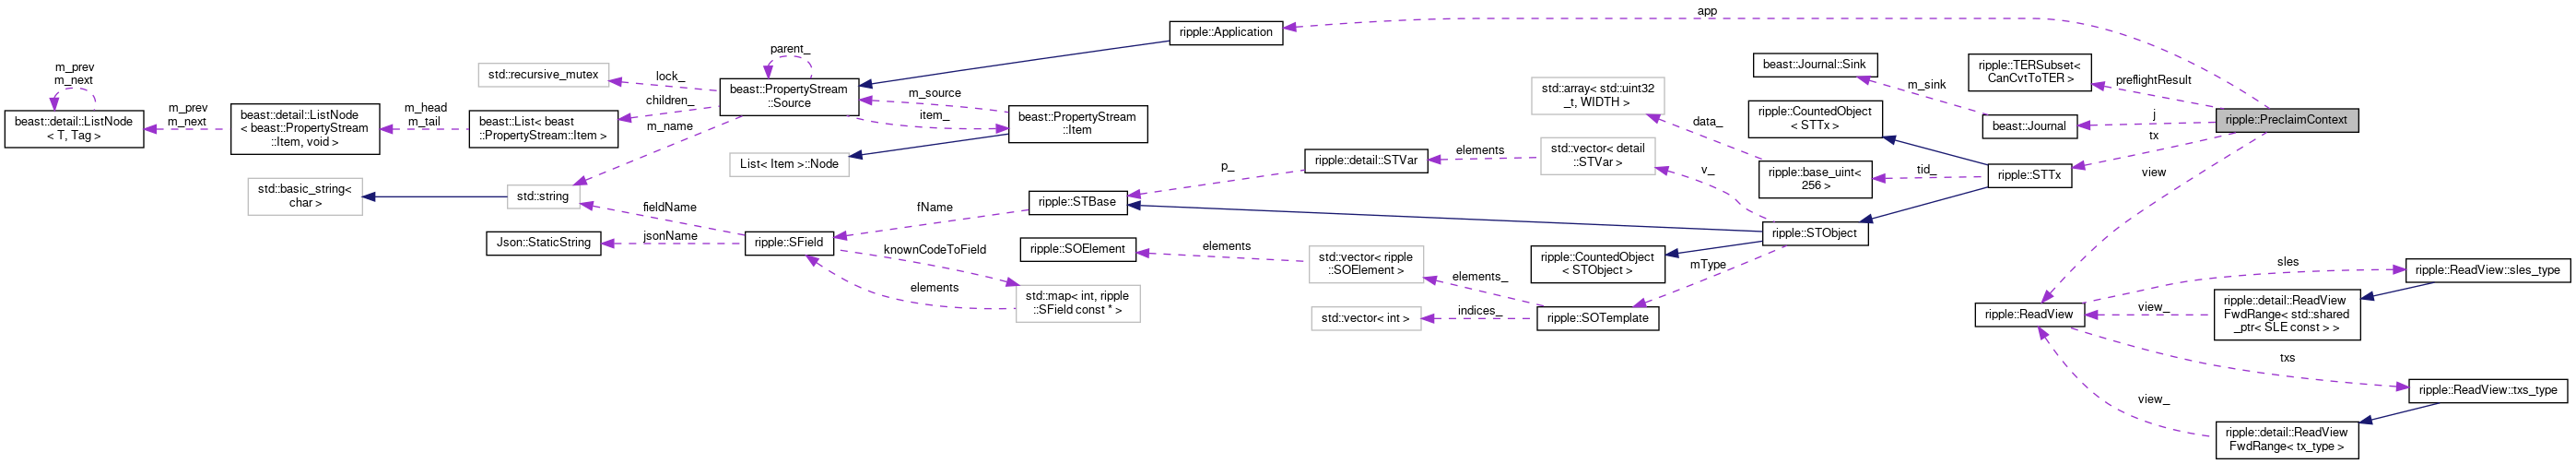 app
ripple::Application
parent_
m_prev
m_next
std::recursive_mutex
lock_
beast::PropertyStream
::Source
children_
m_name
m_source
item_
beast::PropertyStream
::Item
List< Item >::Node
beast::detail::ListNode
< T, Tag >
m_prev
m_next
beast::detail::ListNode
< beast::PropertyStream
::Item, void >
m_head
m_tail
beast::List< beast
::PropertyStream::Item >
std::basic_string<
char >
std::string
fieldName
Json::StaticString
jsonName
ripple::SField
fName
knownCodeToField
elements
std::map< int, ripple
::SField const * >
ripple::STBase
p_
ripple::detail::STVar
elements
std::vector< detail
::STVar >
v_
std::array< std::uint32
_t, WIDTH >
data_
ripple::base_uint<
256 >
tid_
ripple::SOElement
elements
std::vector< ripple
::SOElement >
elements_
std::vector< int >
indices_
ripple::SOTemplate
mType
ripple::CountedObject
< STObject >
ripple::STObject
beast::Journal::Sink
m_sink
beast::Journal
j
ripple::CountedObject
< STTx >
ripple::STTx
tx
ripple::TERSubset<
CanCvtToTER >
preflightResult
ripple::PreclaimContext
view
ripple::ReadView
sles
ripple::ReadView::sles_type
view_
ripple::detail::ReadView
FwdRange< std::shared
_ptr< SLE const > >
txs
ripple::ReadView::txs_type
view_
ripple::detail::ReadView
FwdRange< tx_type >